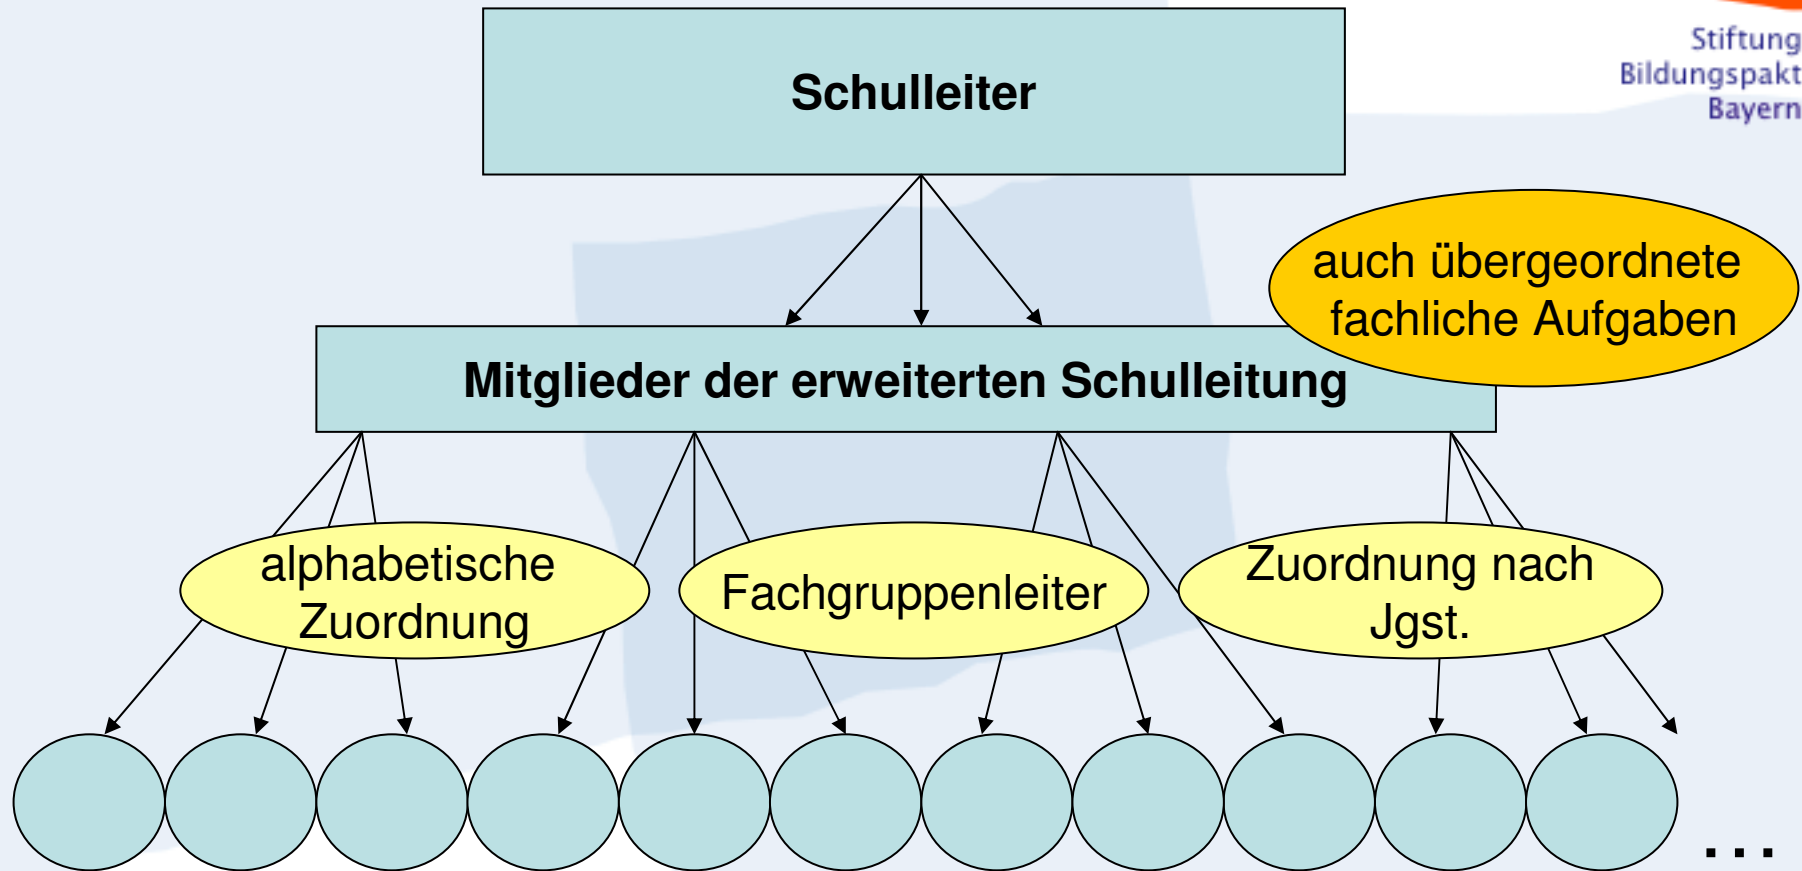 Stiftung
Bildungspakt
Bayern
Schulleiter
auch übergeordnete
fachliche Aufgaben
Mitglieder der erweiterten Schulleitung
alphabetische
Zuordnung
Fachgruppenleiter
Zuordnung nach
Jgst.
...